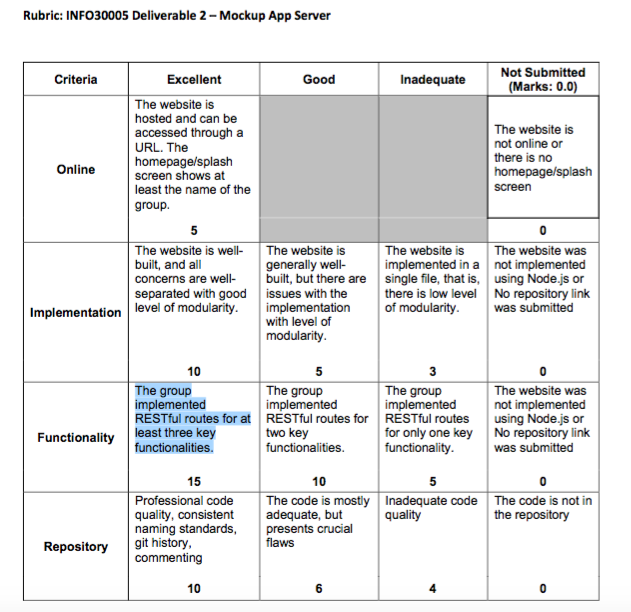 Rubric: INFO30005 Deliverable 2 – Mockup App Server
Criteria
Excellent
Good
Inadequate
Not Submitted
(Marks: 0.0)
Online
The website is
hosted and can be
accessed through a
URL. The
homepage/splash
screen shows at
least the name of the
group.
5
The website is
not online or
there is no
homepage/splash
screen
0
Implementation
The website is well-
built, and all
concerns are well-
separated with good
level of modularity.
10
The website is
generally well-
built, but there are
issues with the
implementation
with level of
modularity.
5
The website is
implemented in a
single file, that is,
there is low level
of modularity.
3
The website was
not implemented
using Node.js or
No repository link
was submitted
0
Functionality
The group
implemented
RESTful routes for at
least three key
functionalities.
15
The group
implemented
RESTful routes for
two key
functionalities.
10
The group
implemented
RESTful routes
for only one key
functionality.
5
The website was
not implemented
using Node.js or
No repository link
was submitted
0
Repository
Professional code
quality, consistent
naming standards,
git history,
commenting
10
The code is mostly
adequate, but
presents crucial
flaws
6
Inadequate code
quality
4
The code is not in
the repository
0